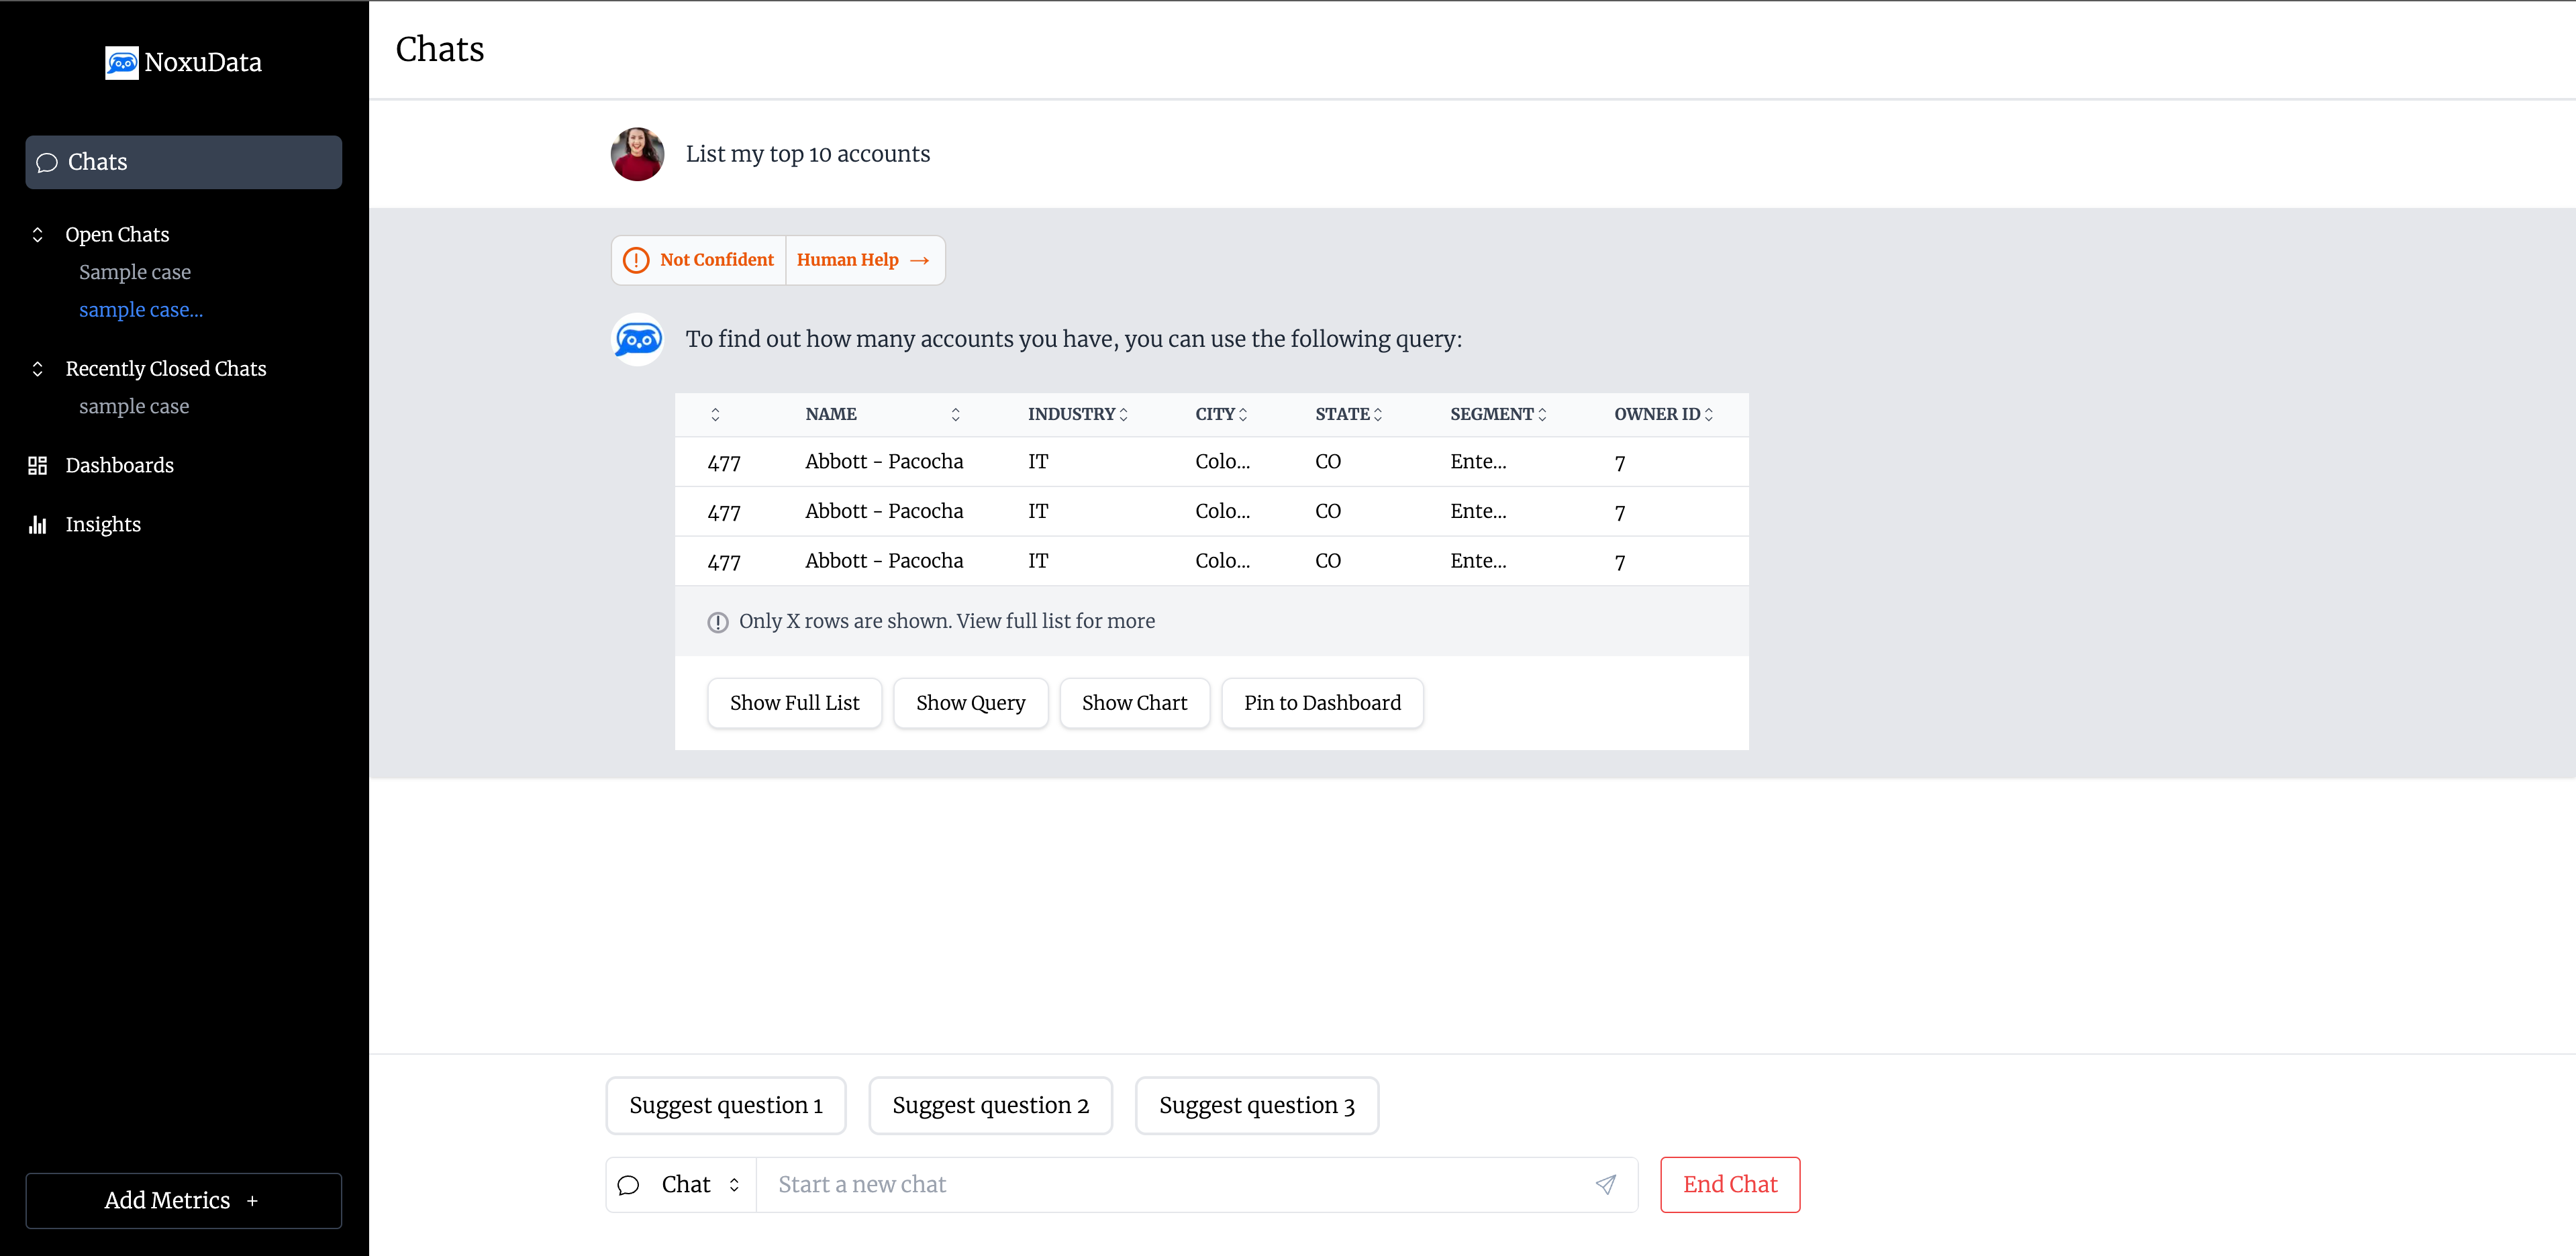 NoxuData
Chats
Open Chats
Sample case
sample case...
Recently Closed Chats
sample case
Dashboards
Insights
Add Metrics +
Chats
List my top 10 accounts
Not Confident Human Help →
To find out how many accounts you have, you can use the following query:
NAME INDUSTRY CITY STATE SEGMENT OWNER ID
477 Abbott - Pacocha IT Colo... CO Ente... 7
477 Abbott - Pacocha IT Colo... CO Ente... 7
477 Abbott - Pacocha IT Colo... CO Ente... 7
Only X rows are shown. View full list for more
Show Full List Show Query Show Chart Pin to Dashboard
Suggest question 1 Suggest question 2 Suggest question 3
Chat Start a new chat End Chat